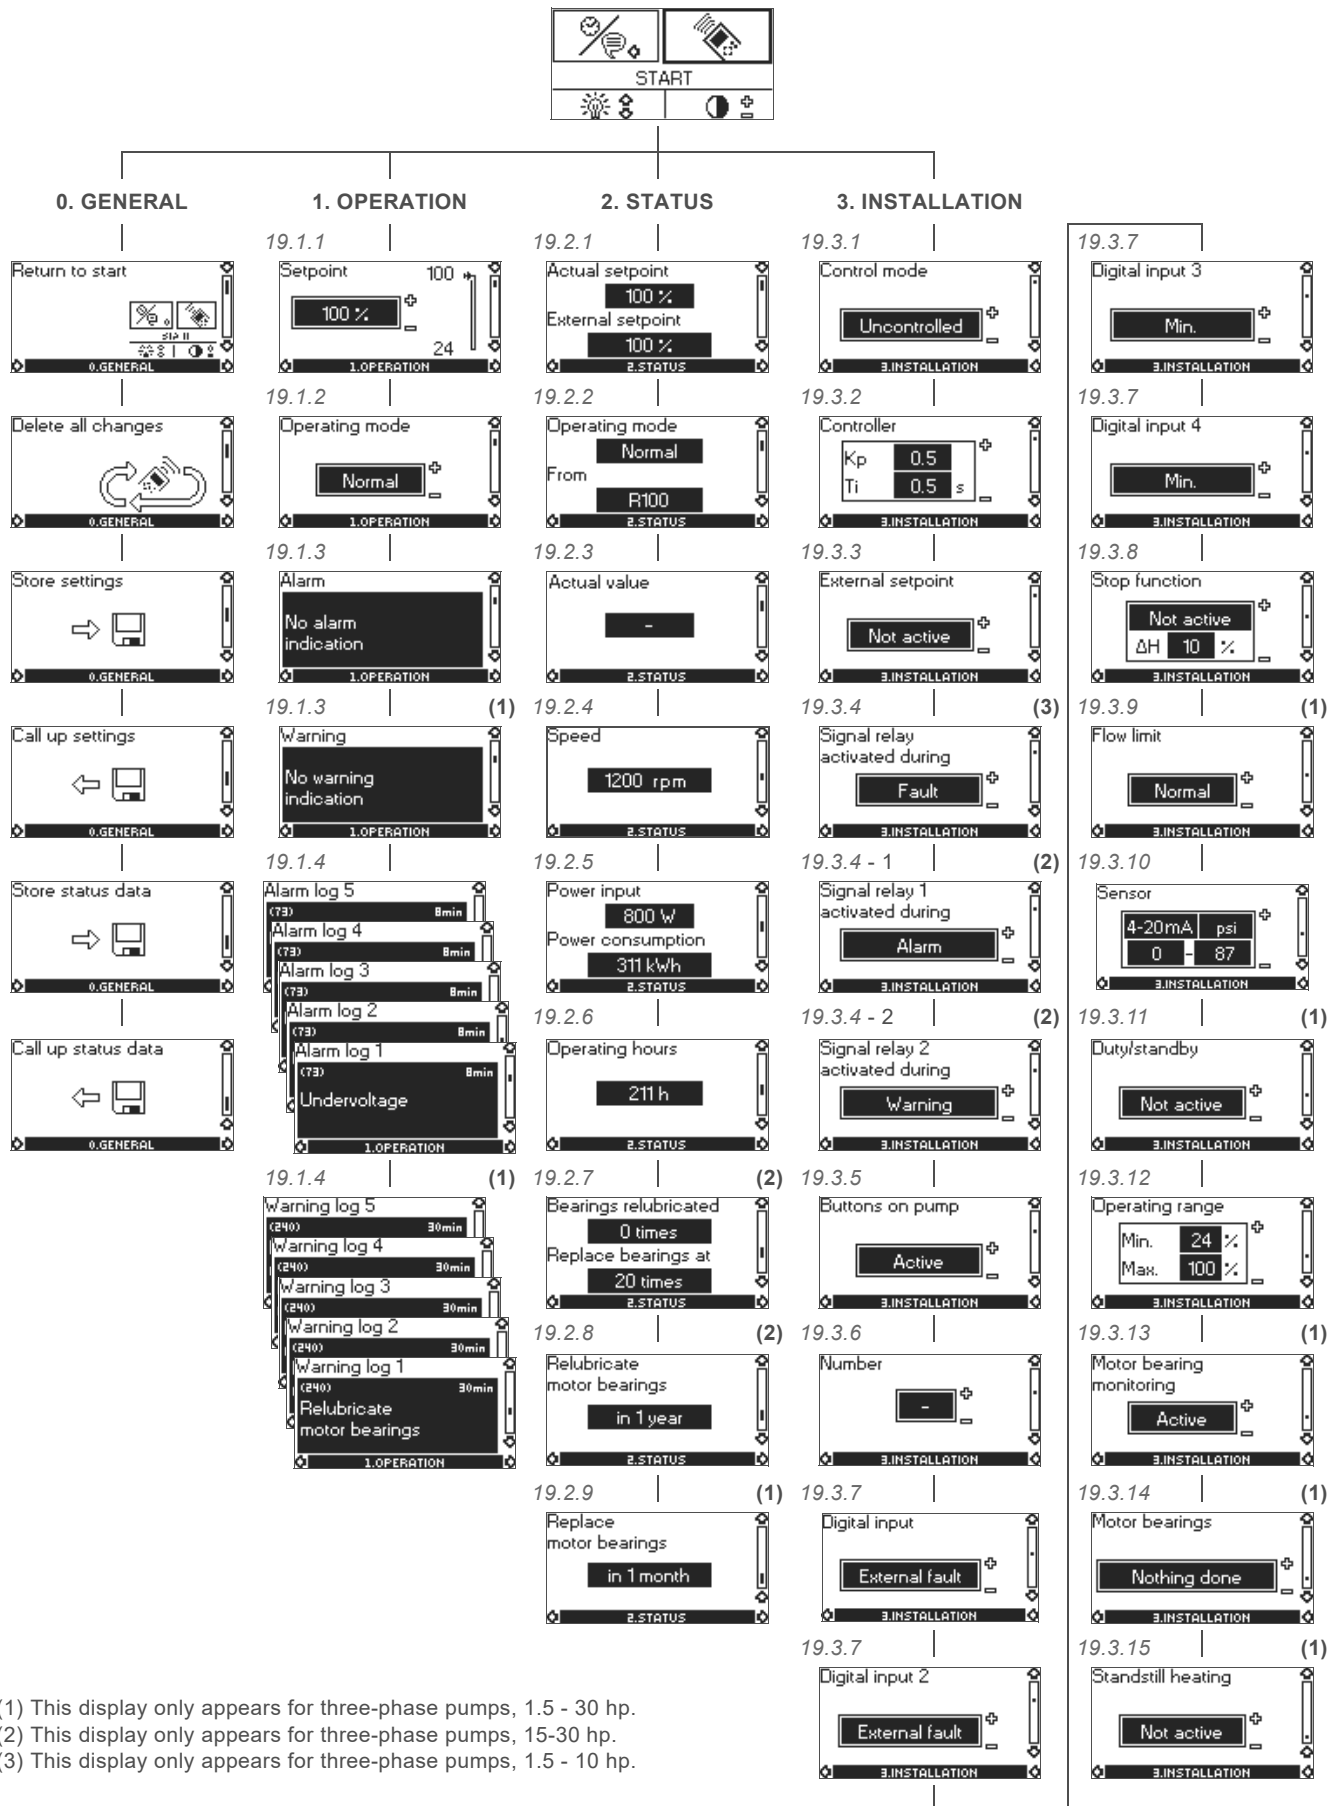 START
0. GENERAL
Return to start
START
0.GENERAL
Delete all changes
0.GENERAL
Store settings
0.GENERAL
Call up settings
0.GENERAL
Store status data
0.GENERAL
Call up status data
0.GENERAL
1. OPERATION
19.1.1
Setpoint
100
100 %
24
1.OPERATION
19.1.2
Operating mode
Normal
1.OPERATION
19.1.3
Alarm
No alarm
indication
1.OPERATION
19.1.3 (1)
Warning
No warning
indication
1.OPERATION
19.1.4
Alarm log 5
(73) 8min
Alarm log 4
(73) 8min
Alarm log 3
(73) 8min
Alarm log 2
(73) 8min
Alarm log 1
(73) 8min
Undervoltage
1.OPERATION
19.1.4 (1)
Warning log 5
(240) 30min
Warning log 4
(240) 30min
Warning log 3
(240) 30min
Warning log 2
(240) 30min
Warning log 1
(240) 30min
Relubricate
motor bearings
1.OPERATION
2. STATUS
19.2.1
Actual setpoint
100 %
External setpoint
100 %
2.STATUS
19.2.2
Operating mode
Normal
From
R100
2.STATUS
19.2.3
Actual value
-
2.STATUS
19.2.4
Speed
1200 rpm
2.STATUS
19.2.5
Power input
800 W
Power consumption
311 kWh
2.STATUS
19.2.6
Operating hours
211 h
2.STATUS
19.2.7 (2)
Bearings relubricated
0 times
Replace bearings at
20 times
2.STATUS
19.2.8 (2)
Relubricate
motor bearings
in 1 year
2.STATUS
19.2.9 (1)
Replace
motor bearings
in 1 month
2.STATUS
3. INSTALLATION
19.3.1
Control mode
Uncontrolled
3.INSTALLATION
19.3.2
Controller
Kp 0.5
Ti 0.5 s
3.INSTALLATION
19.3.3
External setpoint
Not active
3.INSTALLATION
19.3.4 (3)
Signal relay
activated during
Fault
3.INSTALLATION
19.3.4 - 1 (2)
Signal relay 1
activated during
Alarm
3.INSTALLATION
19.3.4 - 2 (2)
Signal relay 2
activated during
Warning
3.INSTALLATION
19.3.5
Buttons on pump
Active
3.INSTALLATION
19.3.6
Number
-
3.INSTALLATION
19.3.7
Digital input
External fault
3.INSTALLATION
19.3.7
Digital input 2
External fault
3.INSTALLATION
19.3.7
Digital input 3
Min.
3.INSTALLATION
19.3.7
Digital input 4
Min.
3.INSTALLATION
19.3.8
Stop function
Not active
ΔH 10 %
3.INSTALLATION
19.3.9 (1)
Flow limit
Normal
3.INSTALLATION
19.3.10
Sensor
4-20mA psi
0 - 87
3.INSTALLATION
19.3.11 (1)
Duty/standby
Not active
3.INSTALLATION
19.3.12
Operating range
Min. 24 %
Max. 100 %
3.INSTALLATION
19.3.13 (1)
Motor bearing
monitoring
Active
3.INSTALLATION
19.3.14 (1)
Motor bearings
Nothing done
3.INSTALLATION
19.3.15 (1)
Standstill heating
Not active
3.INSTALLATION
(1) This display only appears for three-phase pumps, 1.5 - 30 hp.
(2) This display only appears for three-phase pumps, 15-30 hp.
(3) This display only appears for three-phase pumps, 1.5 - 10 hp.